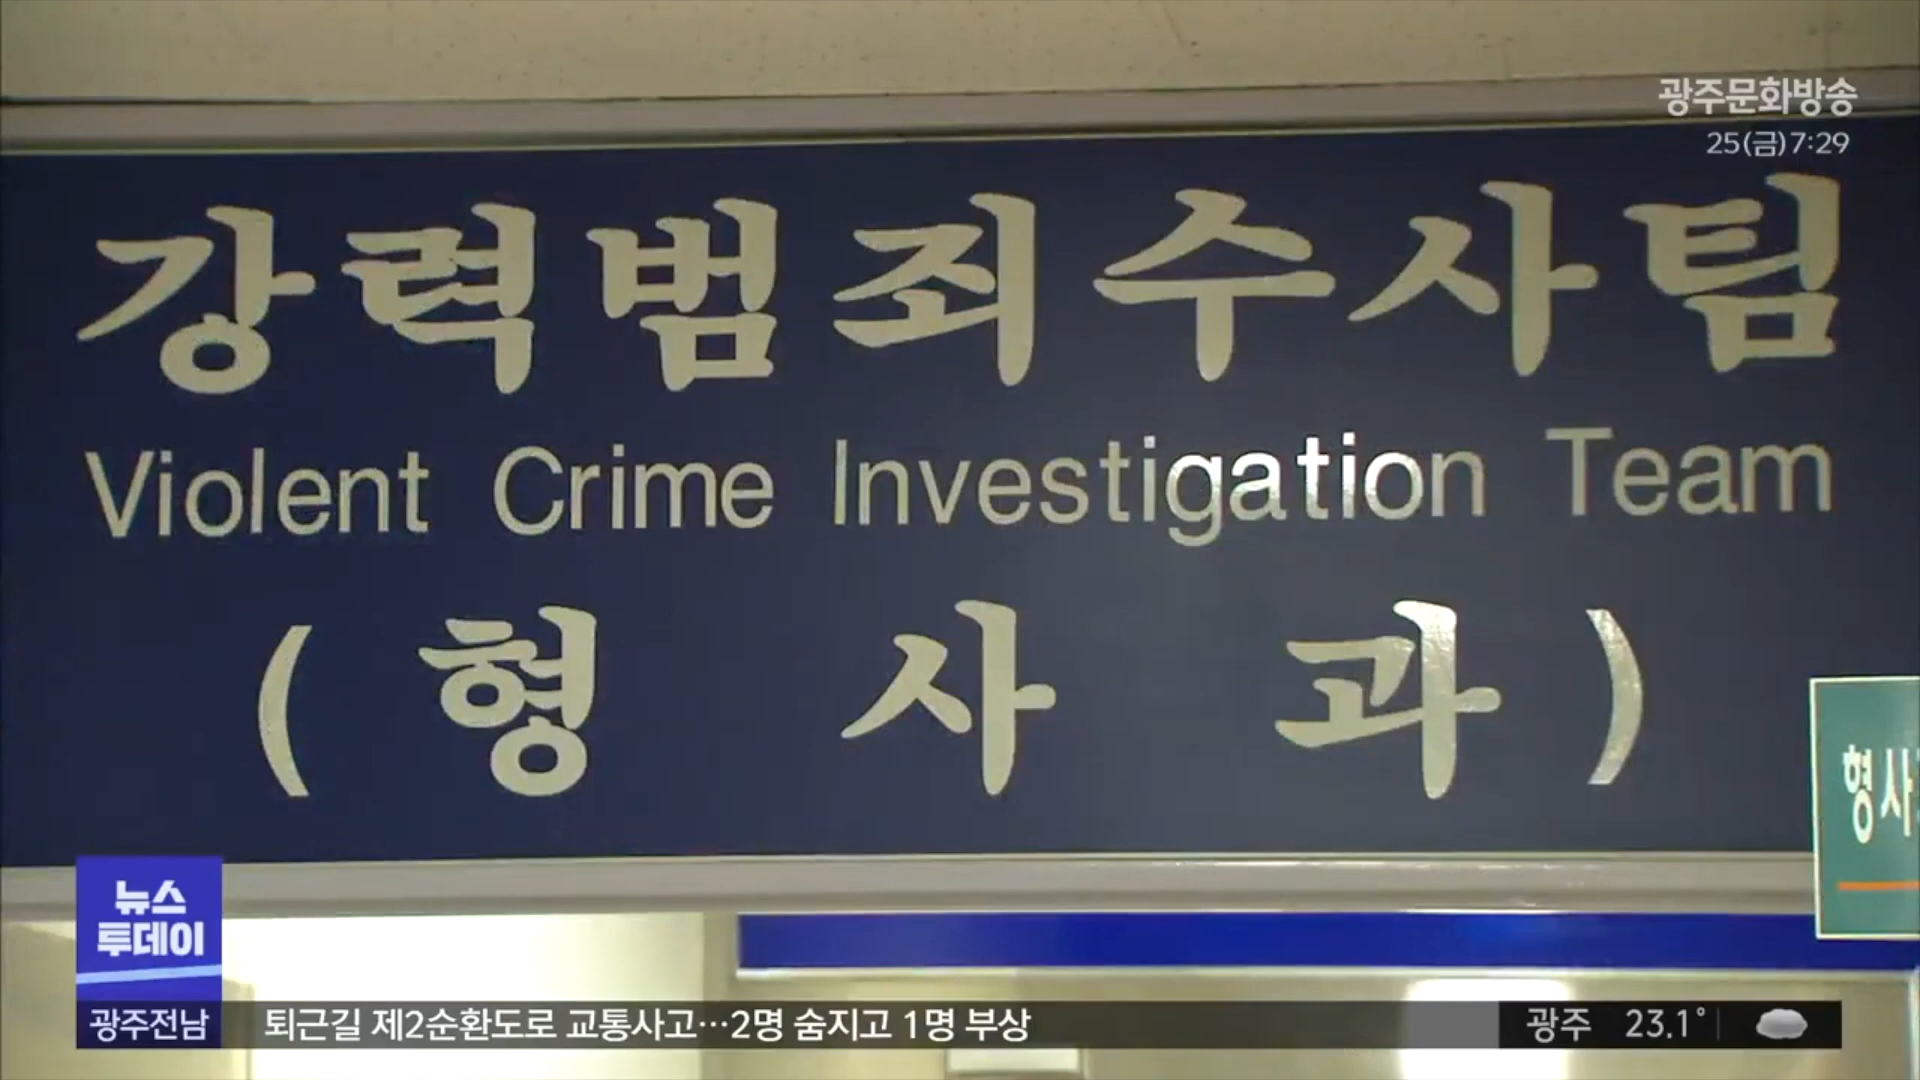 광주문화방송
25(금)7:29
강력범죄수사팀
Violent Crime Investigation Team
( 형 사 과 )
형사
뉴스
투데이
광주전남 퇴근길 제2순환도로 교통사고…2명 숨지고 1명 부상 광주 23.1°